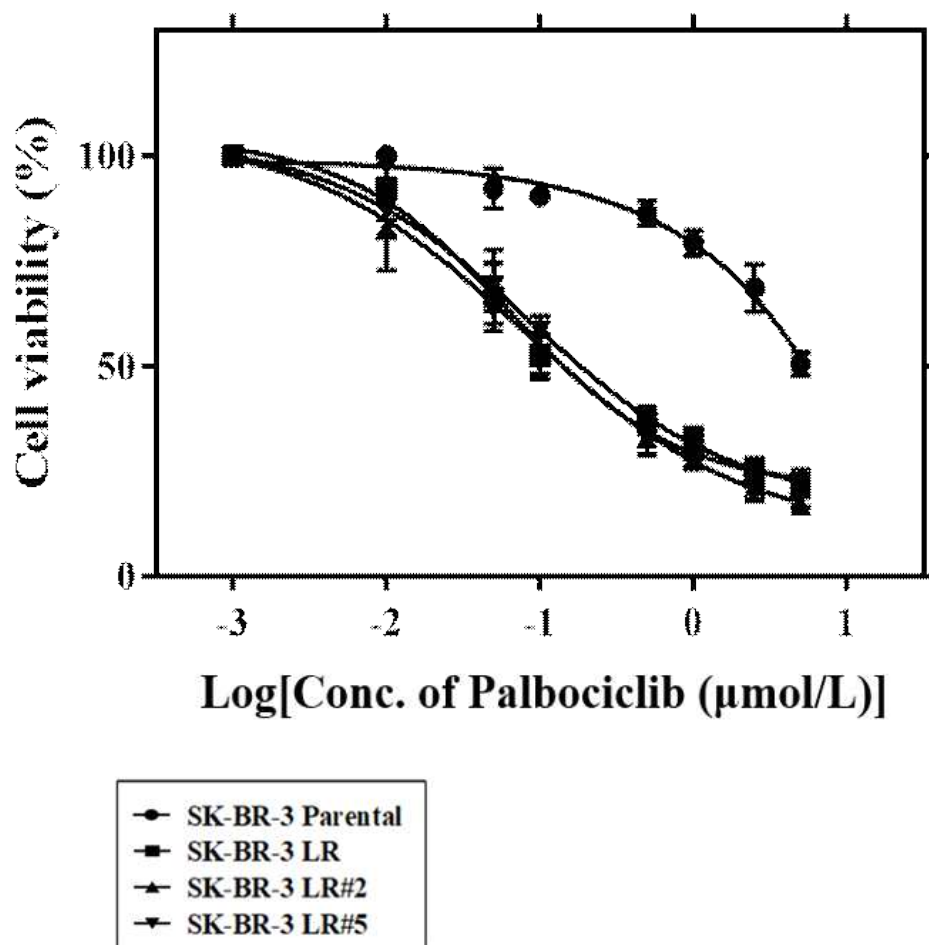 Cell viability (%)
100
50
0
-3 -2 -1 0 1
Log[Conc. of Palbociclib (µmol/L)]
SK-BR-3 Parental
SK-BR-3 LR
SK-BR-3 LR#2
SK-BR-3 LR#5